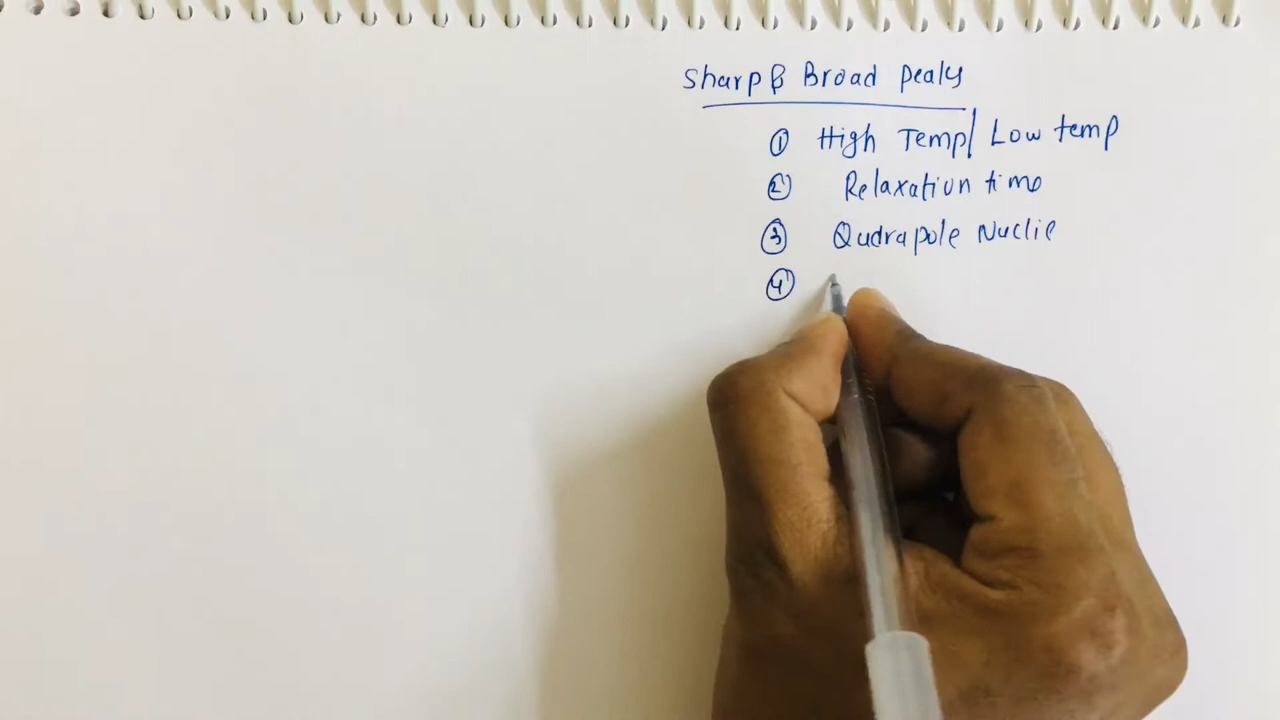 Sharp & Broad Peaks
① High Temp/ Low temp
② Relaxation time
③ Qudrapole Nuclie
④